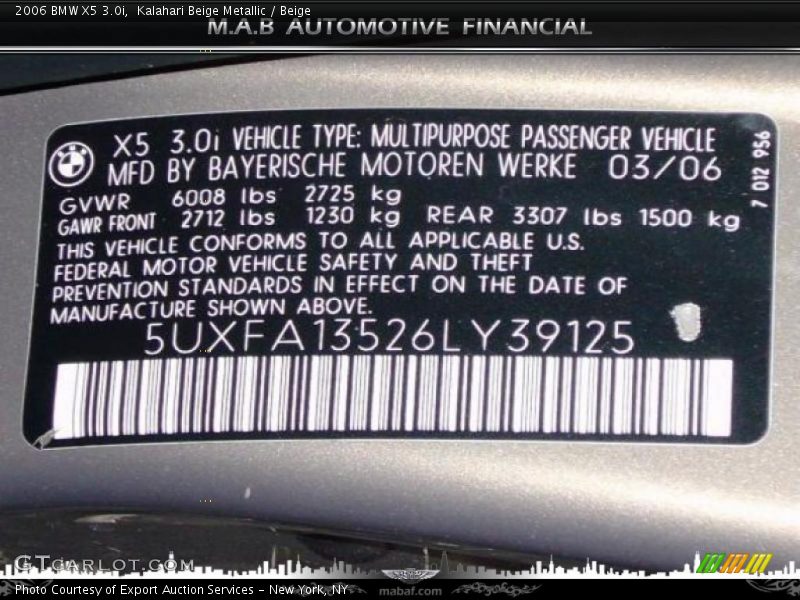 2006 BMW X5 3.0i,  Kalahari Beige Metallic / Beige
M.A.B AUTOMOTIVE FINANCIAL
X5 3.0i VEHICLE TYPE: MULTIPURPOSE PASSENGER VEHICLE
MFD BY BAYERISCHE MOTOREN WERKE 03/06
GVWR 6008 lbs 2725 kg
GAWR FRONT 2712 lbs 1230 kg REAR 3307 lbs 1500 kg
THIS VEHICLE CONFORMS TO ALL APPLICABLE U.S.
FEDERAL MOTOR VEHICLE SAFETY AND THEFT
PREVENTION STANDARDS IN EFFECT ON THE DATE OF
MANUFACTURE SHOWN ABOVE.
5UXFA13526LY39125
7 012 956
GTcarlot.com
Photo Courtesy of Export Auction Services - New York, NY
mabaf.com